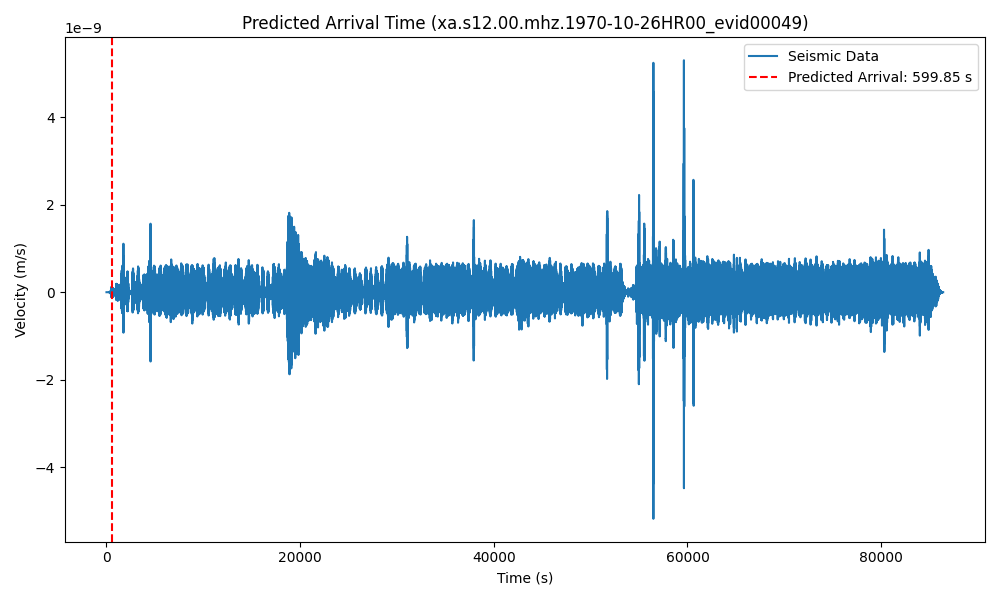 Predicted Arrival Time (xa.s12.00.mhz.1970-10-26HR00_evid00049)
1e−9
Seismic Data
Predicted Arrival: 599.85 s
4
2
0
−2
−4
Velocity (m/s)
0 20000 40000 60000 80000
Time (s)